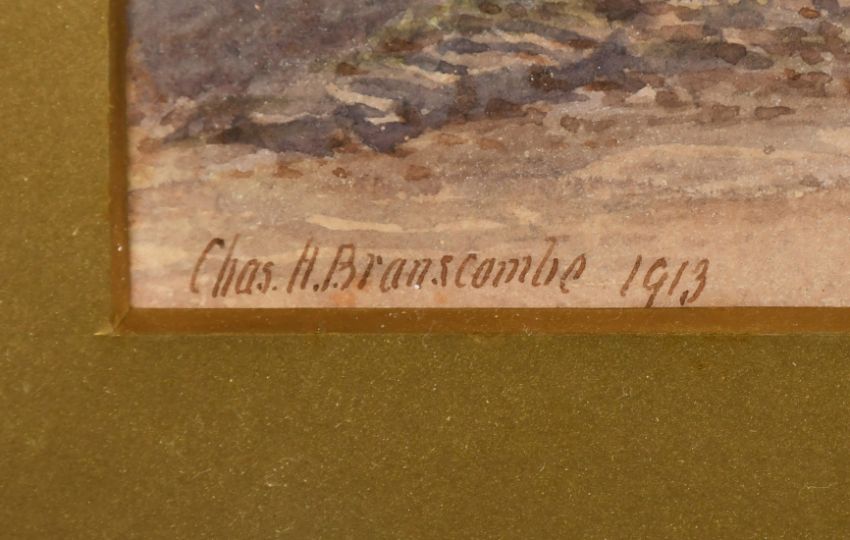 Chas. H. Branscombe 1913